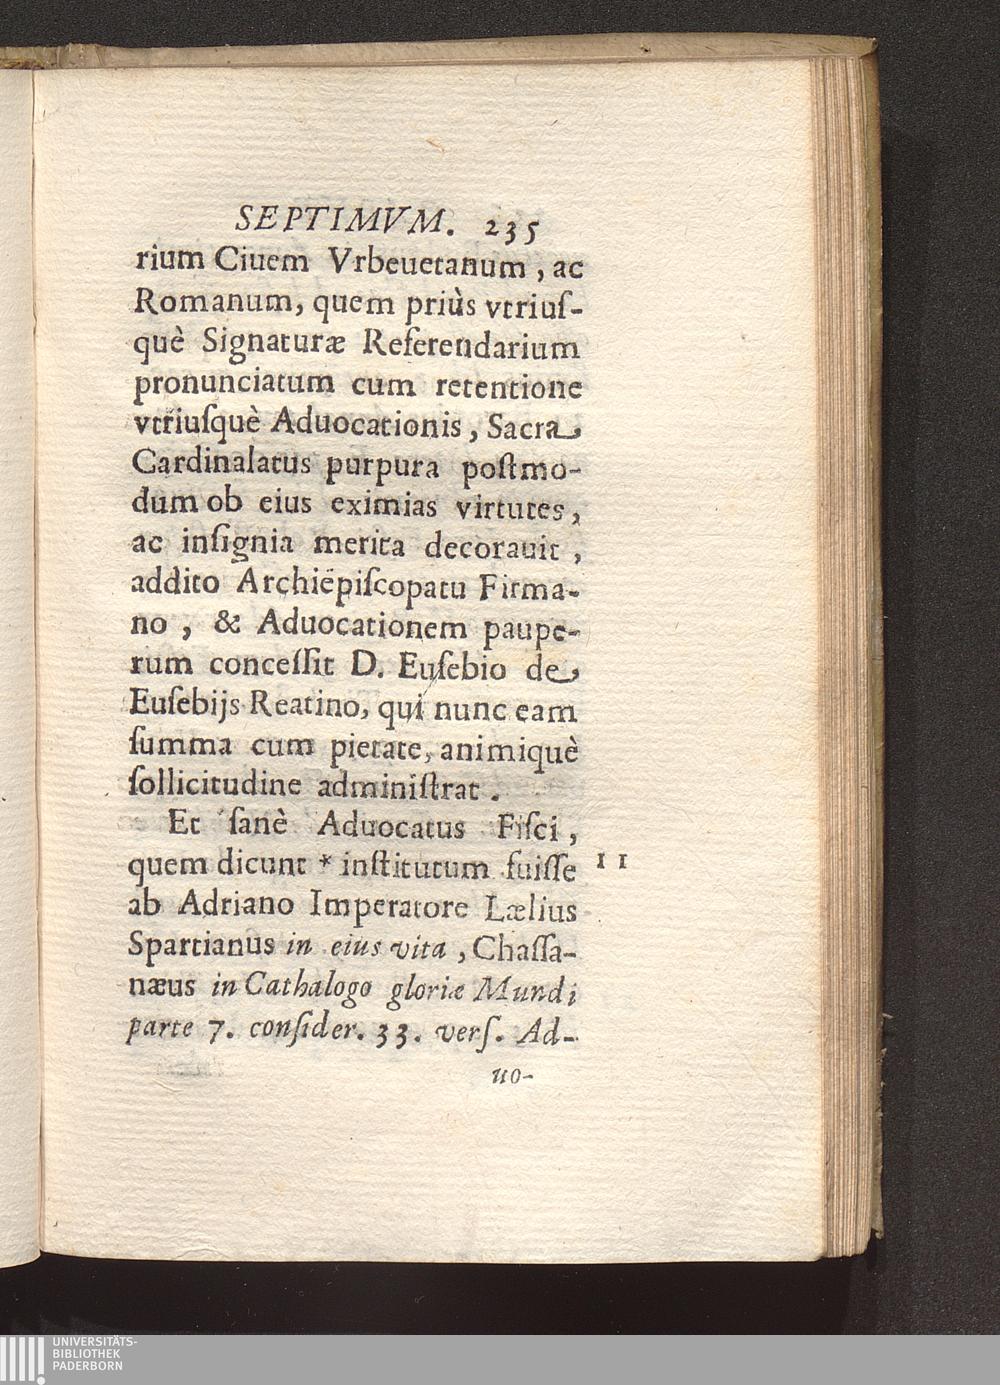 SEPTIMVM. 235
rium Ciuem Vrbeuetanum, ac
Romanum, quem priùs vtriuſ-
què Signaturæ Referendarium
pronunciatum cum retentione
vtriuſquè Aduocationis, Sacra
Cardinalatus purpura poſtmo-
dum ob eius eximias virtutes,
ac inſignia merita decorauit,
addito Archiepiſcopatu Firma-
no, & Aduocationem paupe-
rum conceſſit D. Euſebio de
Euſebijs Reatino, qui nunc eam
ſumma cum pietate, animiquè
ſollicitudine adminiſtrat.
Et ſanè Aduocatus Fiſci,
quem dicunt * inſtitutum fuiſſe 11
ab Adriano Imperatore Lælius
Spartianus in eius vita, Chaſſa-
næus in Cathalogo gloriæ Mundi
parte 7. conſider. 33. verſ. Ad-
uo-
UNIVERSITÄTS-
BIBLIOTHEK
PADERBORN